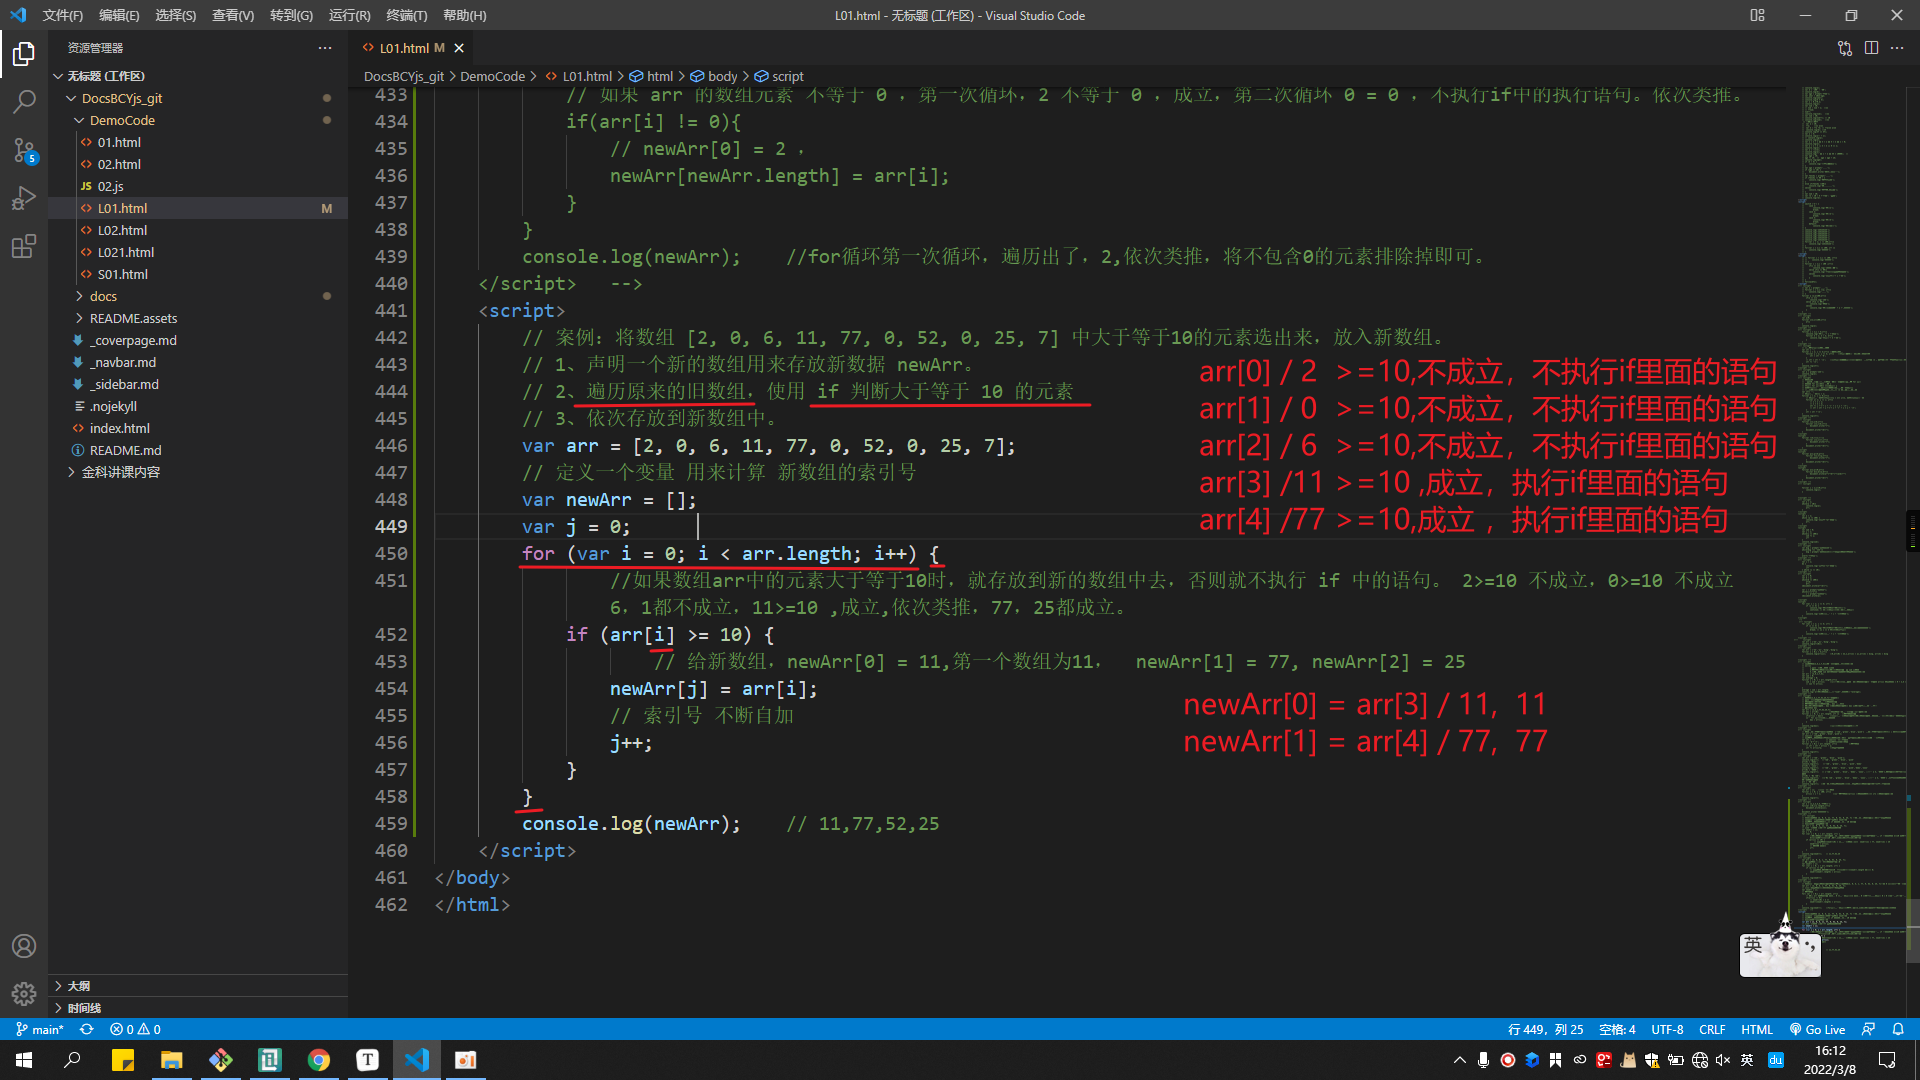 文件(F) 编辑(E) 选择(S) 查看(V) 转到(G) 运行(R) 终端(T) 帮助(H)
L01.html - 无标题 (工作区) - Visual Studio Code
资源管理器
L01.html M
DocsBCYjs_git > DemoCode > L01.html > html > body > script
无标题 (工作区)
DocsBCYjs_git
DemoCode
01.html
02.html
JS 02.js
L01.html M
L02.html
L021.html
S01.html
docs
README.assets
_coverpage.md
_navbar.md
_sidebar.md
.nojekyll
index.html
README.md
金科讲课内容
大纲
时间线
5
433 // 如果 arr 的数组元素 不等于 0 ，第一次循环，2 不等于 0 ，成立，第二次循环 0 = 0 ，不执行if中的执行语句。依次类推。
434 if(arr[i] != 0){
435 // newArr[0] = 2 ，
436 newArr[newArr.length] = arr[i];
437 }
438 }
439 console.log(newArr); //for循环第一次循环，遍历出了，2,依次类推，将不包含0的元素排除掉即可。
440 </script> -->
441 <script>
442 // 案例：将数组 [2, 0, 6, 11, 77, 0, 52, 0, 25, 7] 中大于等于10的元素选出来，放入新数组。
443 // 1、声明一个新的数组用来存放新数据 newArr。
444 // 2、遍历原来的旧数组，使用 if 判断大于等于 10 的元素
445 // 3、依次存放到新数组中。
446 var arr = [2, 0, 6, 11, 77, 0, 52, 0, 25, 7];
447 // 定义一个变量 用来计算 新数组的索引号
448 var newArr = [];
449 var j = 0;
450 for (var i = 0; i < arr.length; i++) {
451 //如果数组arr中的元素大于等于10时，就存放到新的数组中去，否则就不执行 if 中的语句。 2>=10 不成立，0>=10 不成立
6，1都不成立，11>=10 ,成立,依次类推，77，25都成立。
452 if (arr[i] >= 10) {
453 // 给新数组，newArr[0] = 11,第一个数组为11， newArr[1] = 77, newArr[2] = 25
454 newArr[j] = arr[i];
455 // 索引号 不断自加
456 j++;
457 }
458 }
459 console.log(newArr); // 11,77,52,25
460 </script>
461 </body>
462 </html>
arr[0] / 2 >=10,不成立，不执行if里面的语句
arr[1] / 0 >=10,不成立，不执行if里面的语句
arr[2] / 6 >=10,不成立，不执行if里面的语句
arr[3] /11 >=10 ,成立，执行if里面的语句
arr[4] /77 >=10,成立 ，执行if里面的语句
newArr[0] = arr[3] / 11, 11
newArr[1] = arr[4] / 77, 77
英
main* 0 0
行 449，列 25 空格: 4 UTF-8 CRLF HTML Go Live
T
英 du
16:12
2022/3/8